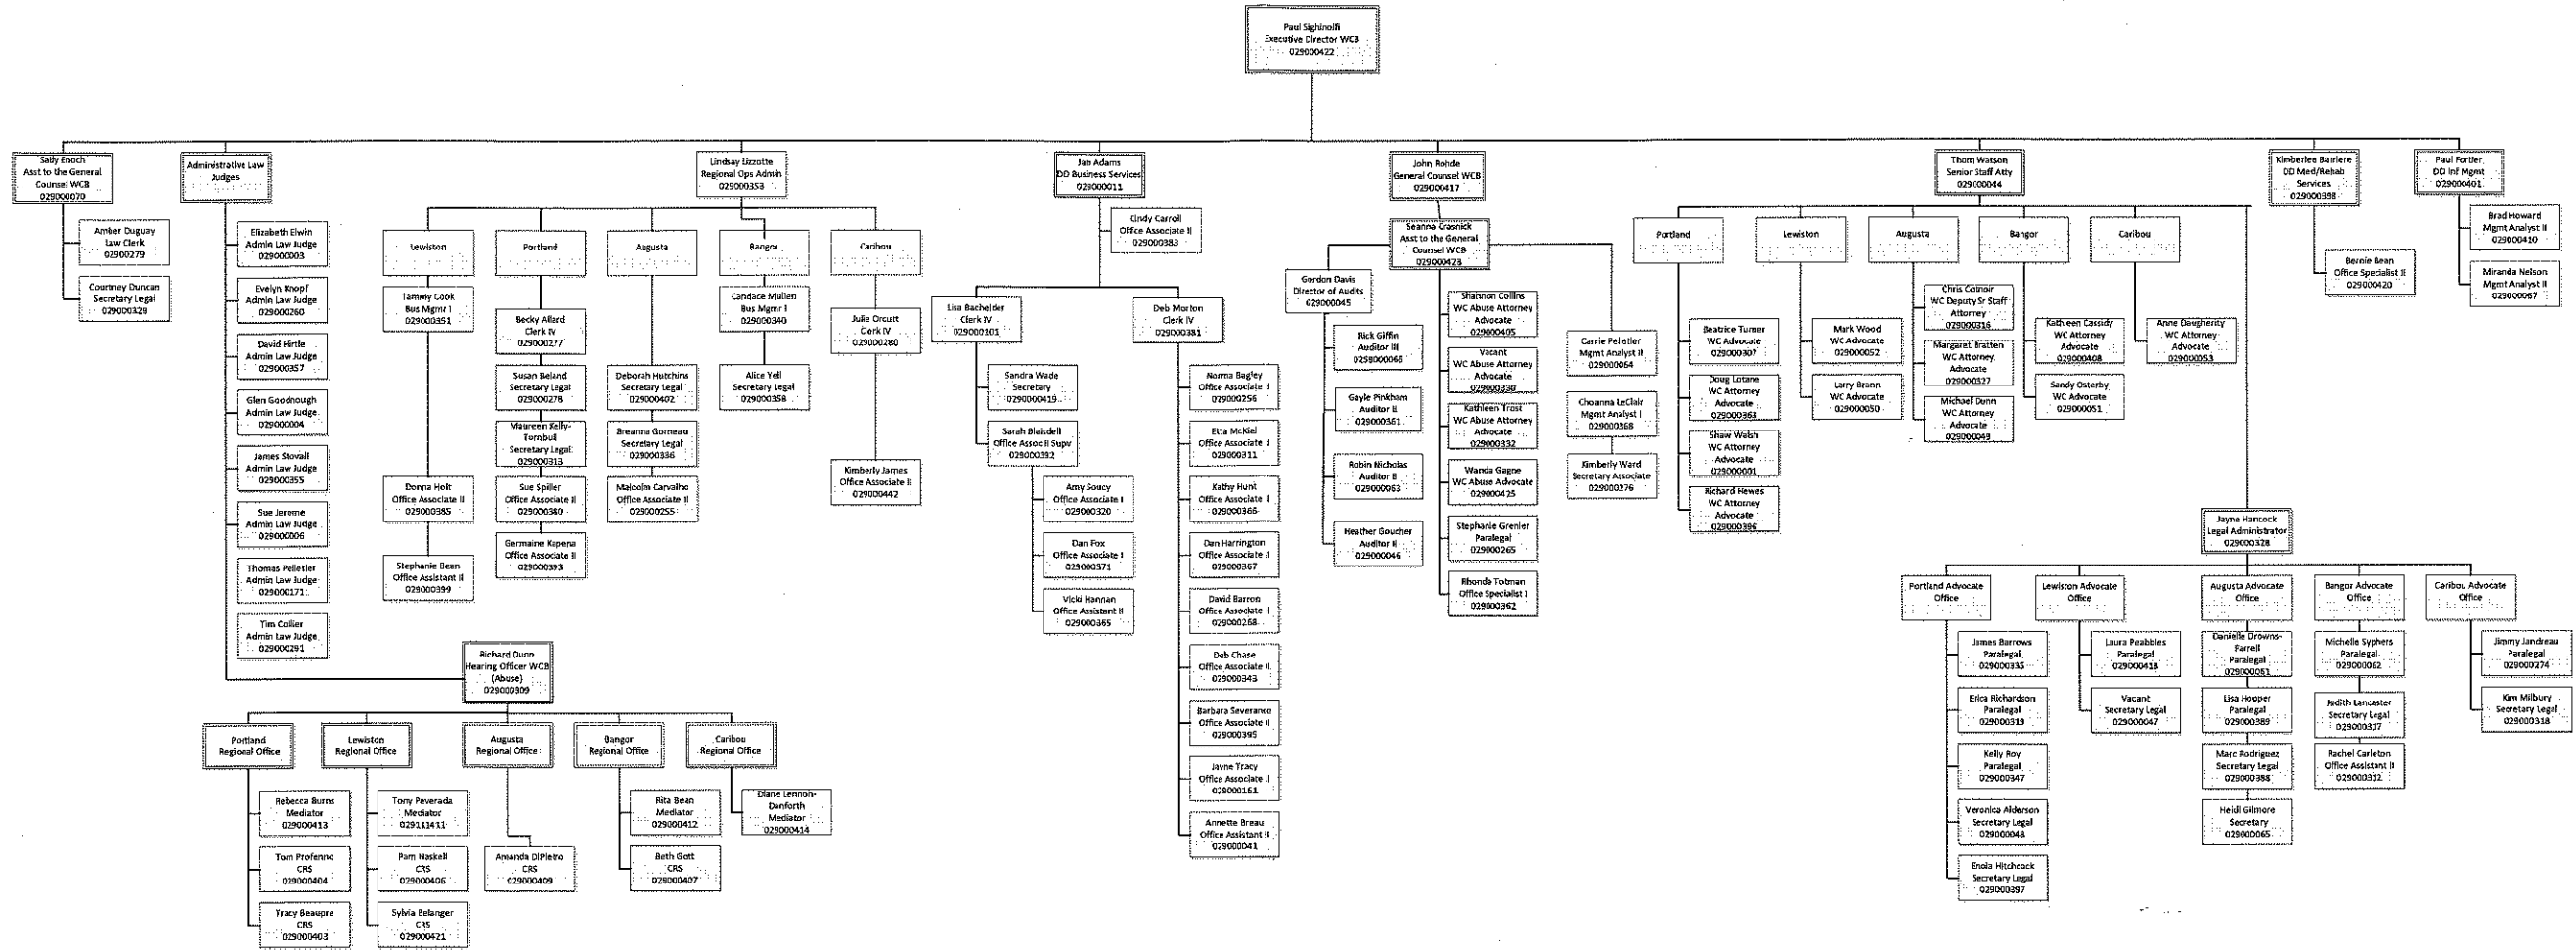 Paul Sighinolfi
Executive Director WCB
029000422
Sally Enoch
Asst to the General
Counsel WCB
029000070
Amber Duguay
Law Clerk
02900279
Courtney Duncan
Secretary Legal
029000329
Administrative Law
Judges
Elizabeth Elwin
Admin Law Judge
029000003
Evelyn Knopf
Admin Law Judge
029000260
David Hirtle
Admin Law Judge
029000357
Glen Goodnough
Admin Law Judge
029000004
James Stovall
Admin Law Judge
029000355
Sue Jerome
Admin Law Judge
029000006
Thomas Pelletier
Admin Law Judge
029000171
Tim Collier
Admin Law Judge
029000291
Richard Dunn
Hearing Officer WCB
(Abuse)
029000309
Portland
Regional Office
Rebecca Burns
Mediator
029000413
Tom Profenno
CRS
029000404
Tracy Beaupre
CRS
029000403
Lewiston
Regional Office
Tony Peverada
Mediator
029111411
Pam Haskell
CRS
029000406
Sylvia Belanger
CRS
029000421
Augusta
Regional Office
Amanda DiPietro
CRS
029000409
Bangor
Regional Office
Rita Bean
Mediator
029000412
Beth Gott
CRS
029000407
Caribou
Regional Office
Diane Lennon-
Danforth
Mediator
029000414
Lindsay Lizzotte
Regional Ops Admin
029000353
Lewiston
Tammy Cook
Bus Mgmr I
029000351
Donna Holt
Office Associate II
029000385
Stephanie Bean
Office Assistant II
029000399
Portland
Becky Allard
Clerk IV
029000277
Susan Beland
Secretary Legal
029000278
Maureen Kelly-
Tornbull
Secretary Legal
029000313
Sue Spiller
Office Associate II
029000380
Germaine Kapena
Office Associate II
029000393
Augusta
Deborah Hutchins
Secretary Legal
029000402
Breanna Gorneau
Secretary Legal
029000336
Malcolm Carvalho
Office Associate II
029000255
Bangor
Candace Mullen
Bus Mgmr I
029000340
Alice Yell
Secretary Legal
029000358
Caribou
Julie Orcutt
Clerk IV
029000280
Kimberly James
Office Associate II
029000442
Jan Adams
DD Business Services
029000011
Cindy Carroll
Office Associate II
029000383
Lisa Bachelder
Clerk IV
029000101
Sandra Wade
Secretary
029000419
Sarah Blaisdell
Office Assoc II Supv
029000392
Amy Soucy
Office Associate I
029000320
Dan Fox
Office Associate I
029000371
Vicki Hannan
Office Assistant II
029000365
Deb Morton
Clerk IV
029000381
Norma Bagley
Office Associate II
029000256
Etta McKiel
Office Associate II
029000311
Kathy Hunt
Office Associate II
029000366
Dan Harrington
Office Associate II
029000367
David Barron
Office Associate II
029000268
Deb Chase
Office Associate II
029000343
Barbara Severance
Office Associate II
029000395
Jayne Tracy
Office Associate II
029000161
Annette Breau
Office Assistant II
029000041
John Rohde
General Counsel WCB
029000417
Seanna Crasnick
Asst to the General
Counsel WCB
029000423
Gordon Davis
Director of Audits
029000045
Rick Giffin
Auditor III
0258000066
Gayle Pinkham
Auditor II
029000361
Robin Nicholas
Auditor II
029000063
Heather Goucher
Auditor II
029000046
Shannon Collins
WC Abuse Attorney
Advocate
029000405
Vacant
WC Abuse Attorney
Advocate
029000330
Kathleen Trost
WC Abuse Attorney
Advocate
029000332
Wanda Gagne
WC Abuse Advocate
029000425
Stephanie Grenier
Paralegal
029000265
Rhonda Totman
Office Specialist I
029000362
Carrie Pelletier
Mgmt Analyst II
029000064
Choanna LeClair
Mgmt Analyst I
029000368
Kimberly Ward
Secretary Associate
029000276
Thom Watson
Senior Staff Atty
029000044
Portland
Beatrice Turner
WC Advocate
029000307
Doug Lotane
WC Attorney
Advocate
029000363
Shaw Walsh
WC Attorney
Advocate
029000001
Richard Hewes
WC Attorney
Advocate
029000396
Lewiston
Mark Wood
WC Advocate
029000052
Larry Brann
WC Advocate
029000050
Augusta
Chris Cotnoir
WC Deputy Sr Staff
Attorney
029000316
Margaret Bratten
WC Attorney
Advocate
029000327
Michael Dunn
WC Attorney
Advocate
029000049
Bangor
Kathleen Cassidy
WC Attorney
Advocate
029000408
Sandy Osterby
WC Advocate
029000051
Caribou
Anne Daugherity
WC Attorney
Advocate
029000053
Jayne Hancock
Legal Administrator
029000328
Portland Advocate
Office
James Barrows
Paralegal
029000335
Erica Richardson
Paralegal
029000319
Kelly Roy
Paralegal
029000347
Veronica Alderson
Secretary Legal
029000048
Enola Hitchcock
Secretary Legal
029000397
Lewiston Advocate
Office
Laura Peabbles
Paralegal
029000418
Vacant
Secretary Legal
029000047
Augusta Advocate
Office
Danielle Drowns-
Farrell
Paralegal
029000061
Lisa Hopper
Paralegal
029000389
Marc Rodriguez
Secretary Legal
029000388
Heidi Gilmore
Secretary
029000065
Bangor Advocate
Office
Michelle Syphers
Paralegal
029000062
Judith Lancaster
Secretary Legal
029000317
Rachel Carleton
Office Assistant II
029000312
Caribou Advocate
Office
Jimmy Jandreau
Paralegal
029000274
Kim Milbury
Secretary Legal
029000318
Kimberlee Barriere
DD Med/Rehab
Services
029000398
Bernie Bean
Office Specialist II
029000420
Paul Fortier
DD Inf Mgmt
029000401
Brad Howard
Mgmt Analyst II
029000410
Miranda Nelson
Mgmt Analyst II
029000067